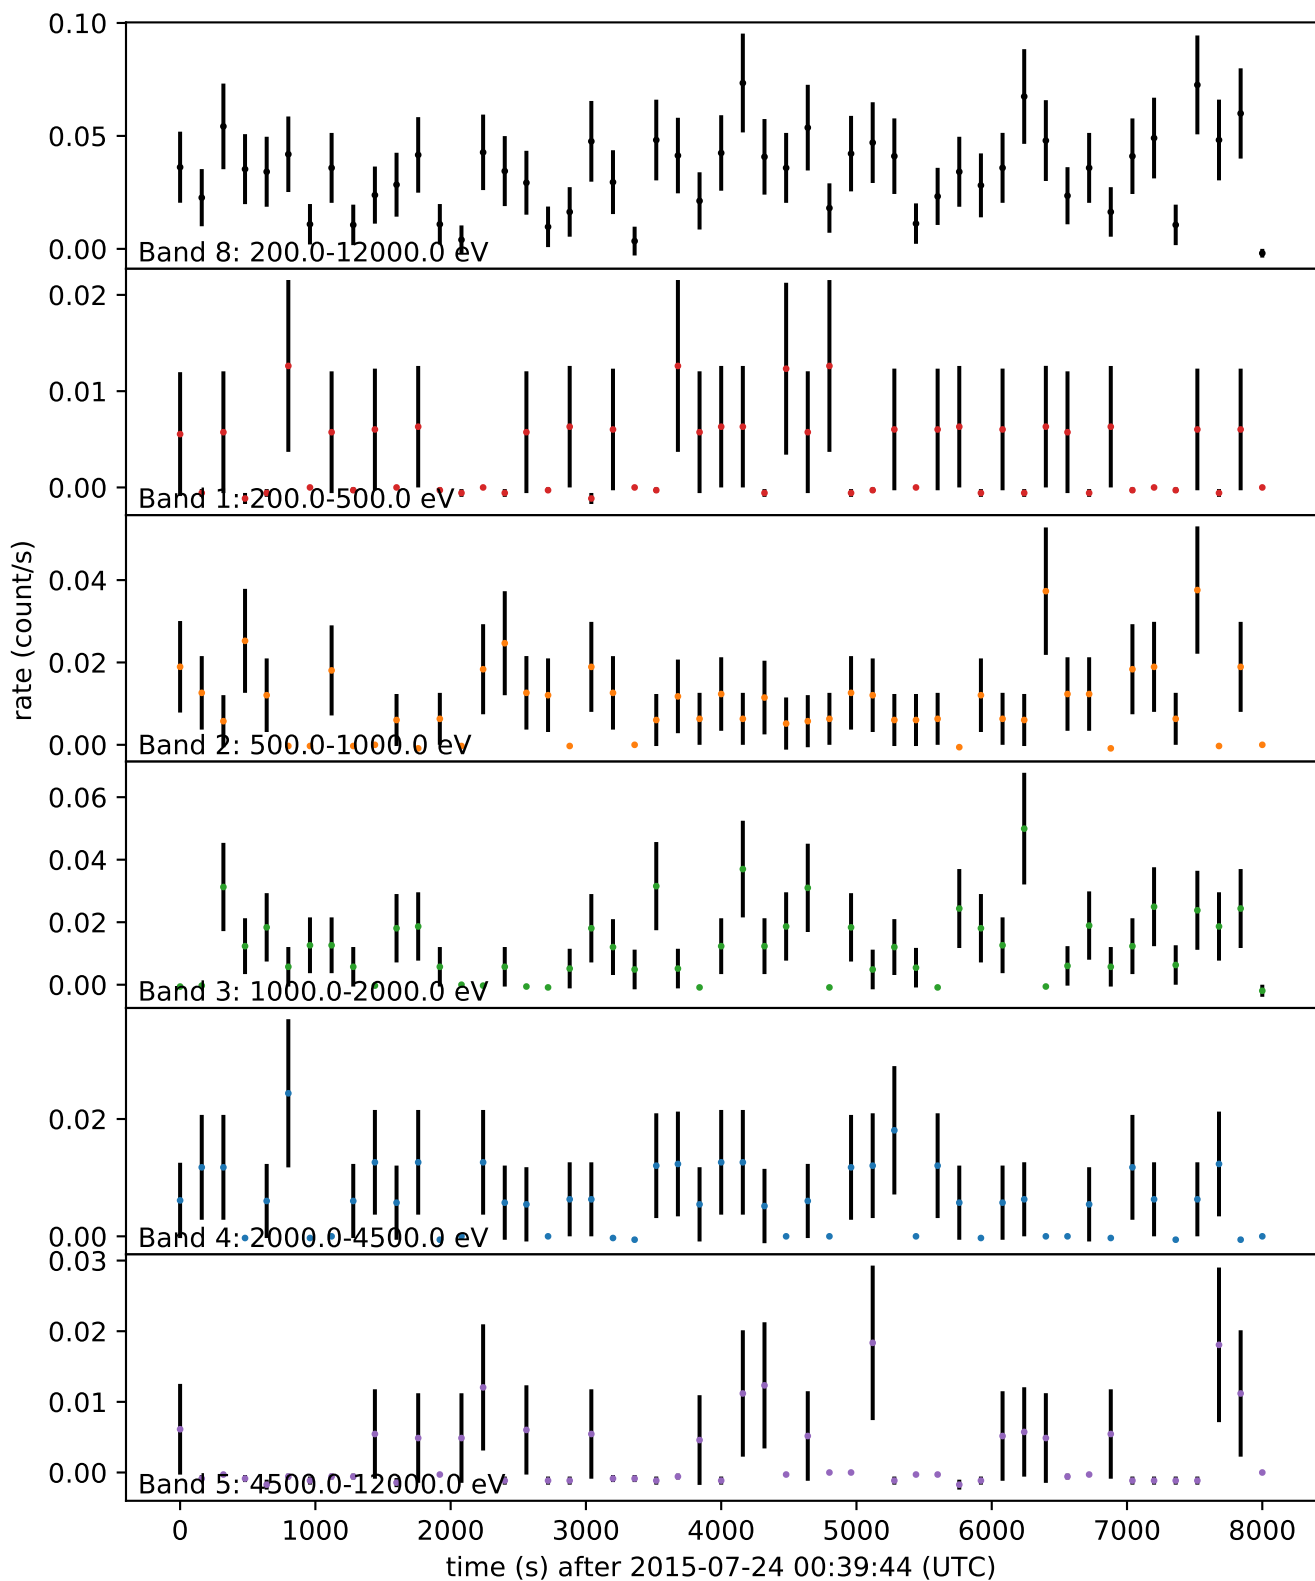 0.10
0.05
0.00
Band 8: 200.0-12000.0 eV
0.02
0.01
0.00
Band 1: 200.0-500.0 eV
0.04
0.02
0.00
Band 2: 500.0-1000.0 eV
rate (count/s)
0.06
0.04
0.02
0.00
Band 3: 1000.0-2000.0 eV
0.02
0.00
Band 4: 2000.0-4500.0 eV
0.03
0.02
0.01
0.00
Band 5: 4500.0-12000.0 eV
0 1000 2000 3000 4000 5000 6000 7000 8000
time (s) after 2015-07-24 00:39:44 (UTC)